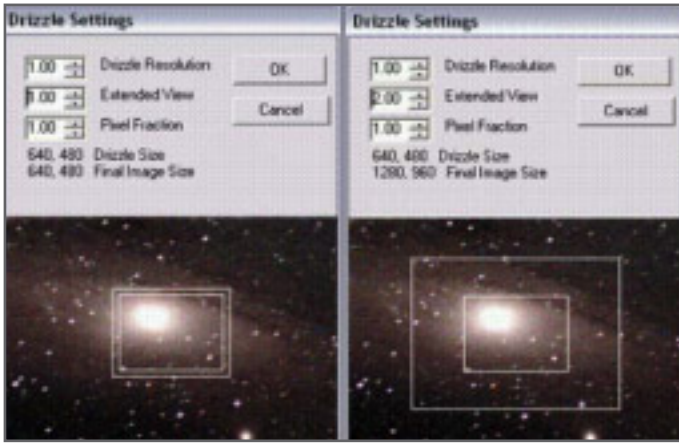 Drizzle Settings
1.00 Drizzle Resolution
OK
1.00 Extended View
Cancel
1.00 Pixel Fraction
640, 480 Drizzle Size
640, 480 Final Image Size
Drizzle Settings
1.00 Drizzle Resolution
OK
2.00 Extended View
Cancel
1.00 Pixel Fraction
640, 480 Drizzle Size
1280, 960 Final Image Size